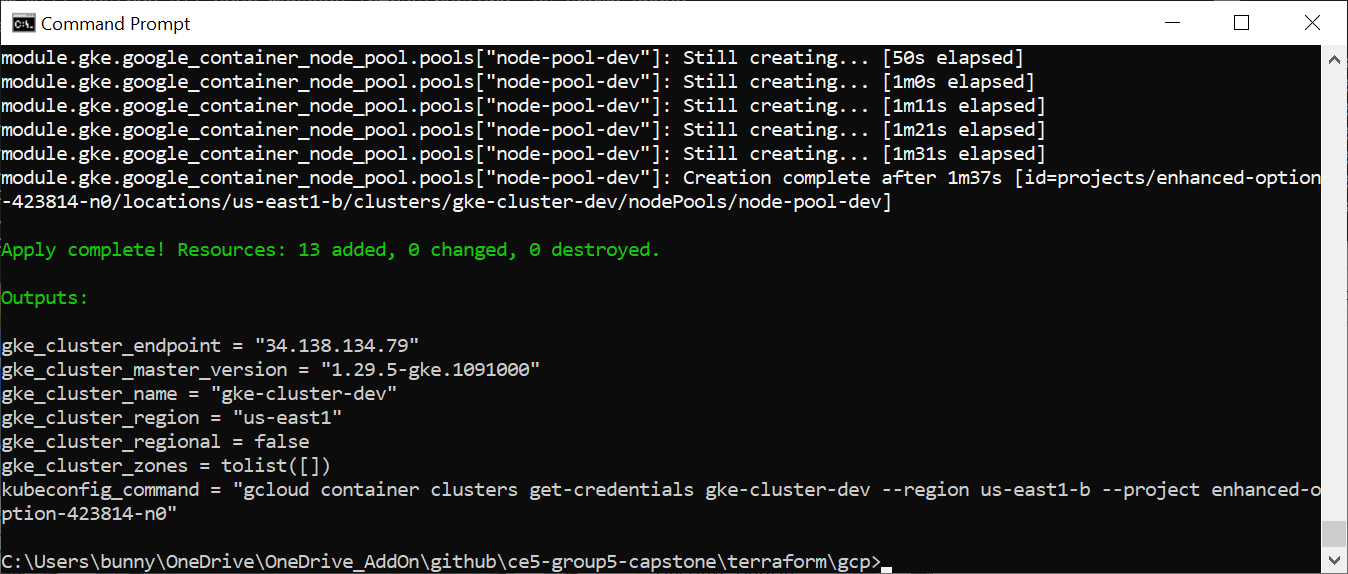 Command Prompt
module.gke.google_container_node_pool.pools["node-pool-dev"]: Still creating... [50s elapsed]
module.gke.google_container_node_pool.pools["node-pool-dev"]: Still creating... [1m0s elapsed]
module.gke.google_container_node_pool.pools["node-pool-dev"]: Still creating... [1m11s elapsed]
module.gke.google_container_node_pool.pools["node-pool-dev"]: Still creating... [1m21s elapsed]
module.gke.google_container_node_pool.pools["node-pool-dev"]: Still creating... [1m31s elapsed]
module.gke.google_container_node_pool.pools["node-pool-dev"]: Creation complete after 1m37s [id=projects/enhanced-option
-423814-n0/locations/us-east1-b/clusters/gke-cluster-dev/nodePools/node-pool-dev]
Apply complete! Resources: 13 added, 0 changed, 0 destroyed.
Outputs:
gke_cluster_endpoint = "34.138.134.79"
gke_cluster_master_version = "1.29.5-gke.1091000"
gke_cluster_name = "gke-cluster-dev"
gke_cluster_region = "us-east1"
gke_cluster_regional = false
gke_cluster_zones = tolist([])
kubeconfig_command = "gcloud container clusters get-credentials gke-cluster-dev --region us-east1-b --project enhanced-o
ption-423814-n0"
C:\Users\bunny\OneDrive\OneDrive_AddOn\github\ce5-group5-capstone\terraform\gcp>